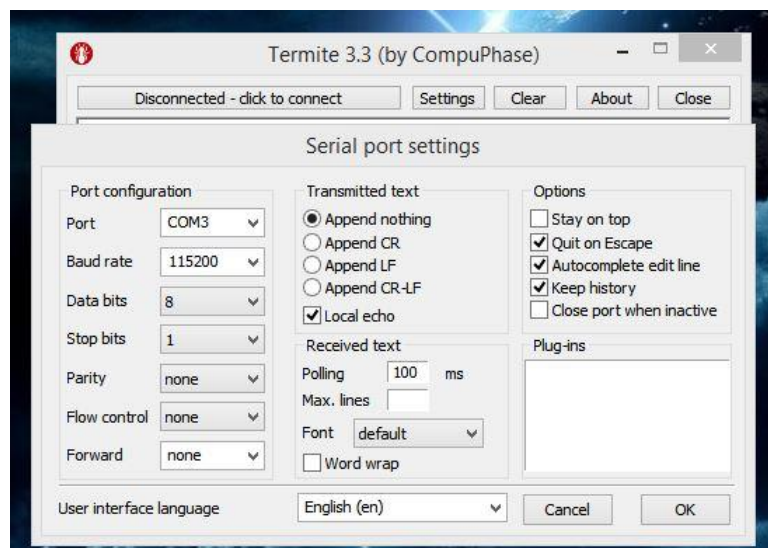 Termite 3.3 (by CompuPhase)
Disconnected - click to connect Settings Clear About Close
Serial port settings
Port configuration
Port COM3
Baud rate 115200
Data bits 8
Stop bits 1
Parity none
Flow control none
Forward none
Transmitted text
Append nothing
Append CR
Append LF
Append CR-LF
Local echo
Received text
Polling 100 ms
Max. lines
Font default
Word wrap
Options
Stay on top
Quit on Escape
Autocomplete edit line
Keep history
Close port when inactive
Plug-ins
User interface language English (en) Cancel OK